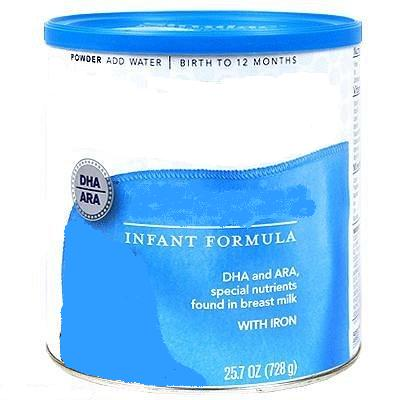 POWDER ADD WATER | BIRTH TO 12 MONTHS
DHA
ARA
INFANT FORMULA
DHA and ARA,
special nutrients
found in breast milk
WITH IRON
25.7 OZ (728 g)